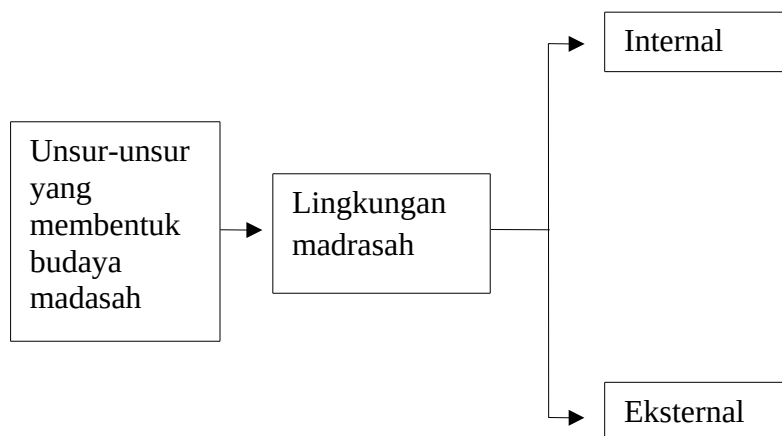 Unsur-unsur
yang
membentuk
budaya
madasah
Lingkungan
madrasah
Internal
Eksternal